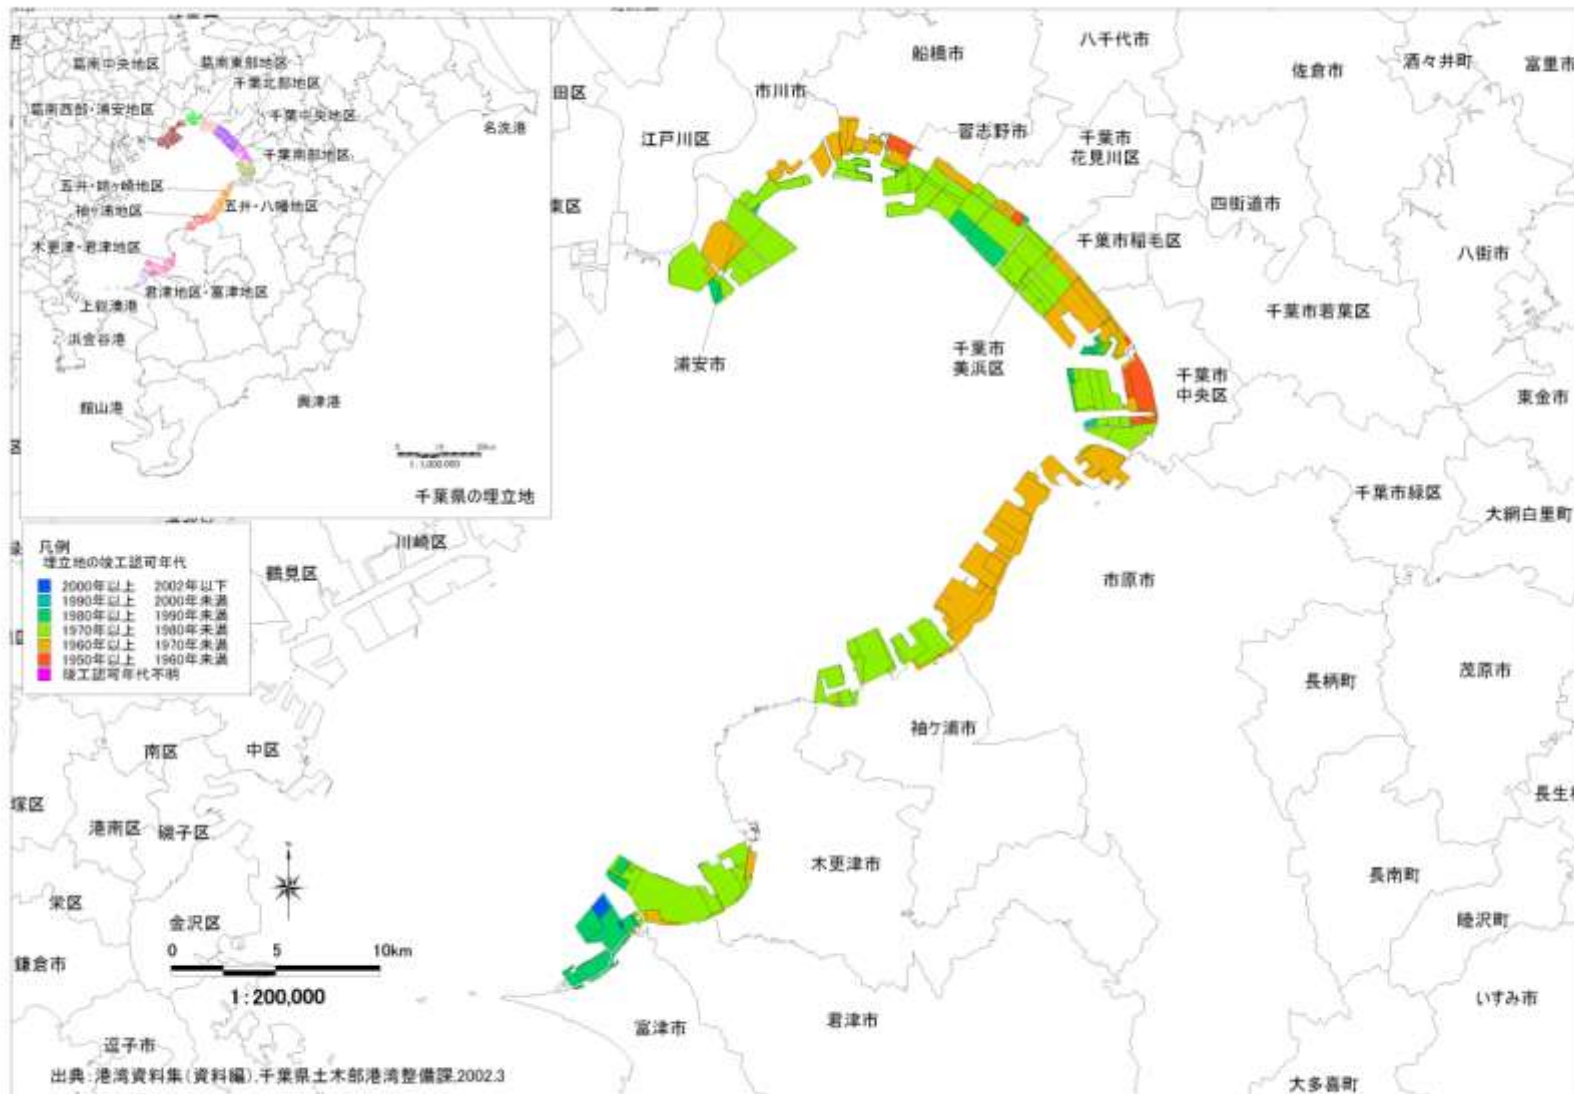 葛南中央地区
葛南東部地区
千葉北部地区
葛南西部・浦安地区
千葉中央地区
名洗港
千葉南部地区
五井・姉ヶ崎地区
五井・八幡地区
袖ケ浦地区
木更津・君津地区
君津地区・富津地区
上総湊港
浜金谷港
館山港
興津港
1:1,000,000
千葉県の埋立地
凡例
埋立地の竣工認可年代
2000年以上 2002年以下
1990年以上 2000年未満
1980年以上 1990年未満
1970年以上 1980年未満
1960年以上 1970年未満
1950年以上 1960年未満
竣工認可年代不明
船橋市
八千代市
佐倉市
酒々井町
富里市
田区
市川市
江戸川区
習志野市
千葉市
花見川区
四街道市
東区
千葉市稲毛区
八街市
千葉市若葉区
浦安市
千葉市
美浜区
千葉市
中央区
東金市
千葉市緑区
大網白里町
川崎区
鶴見区
市原市
茂原市
長柄町
袖ケ浦市
南区
中区
塚区
港南区
磯子区
長生
木更津市
長南町
栄区
金沢区
睦沢町
0 5 10km
1:200,000
鎌倉市
いすみ市
富津市
君津市
逗子市
大多喜町
出典:港湾資料集(資料編),千葉県土木部港湾整備課,2002.3